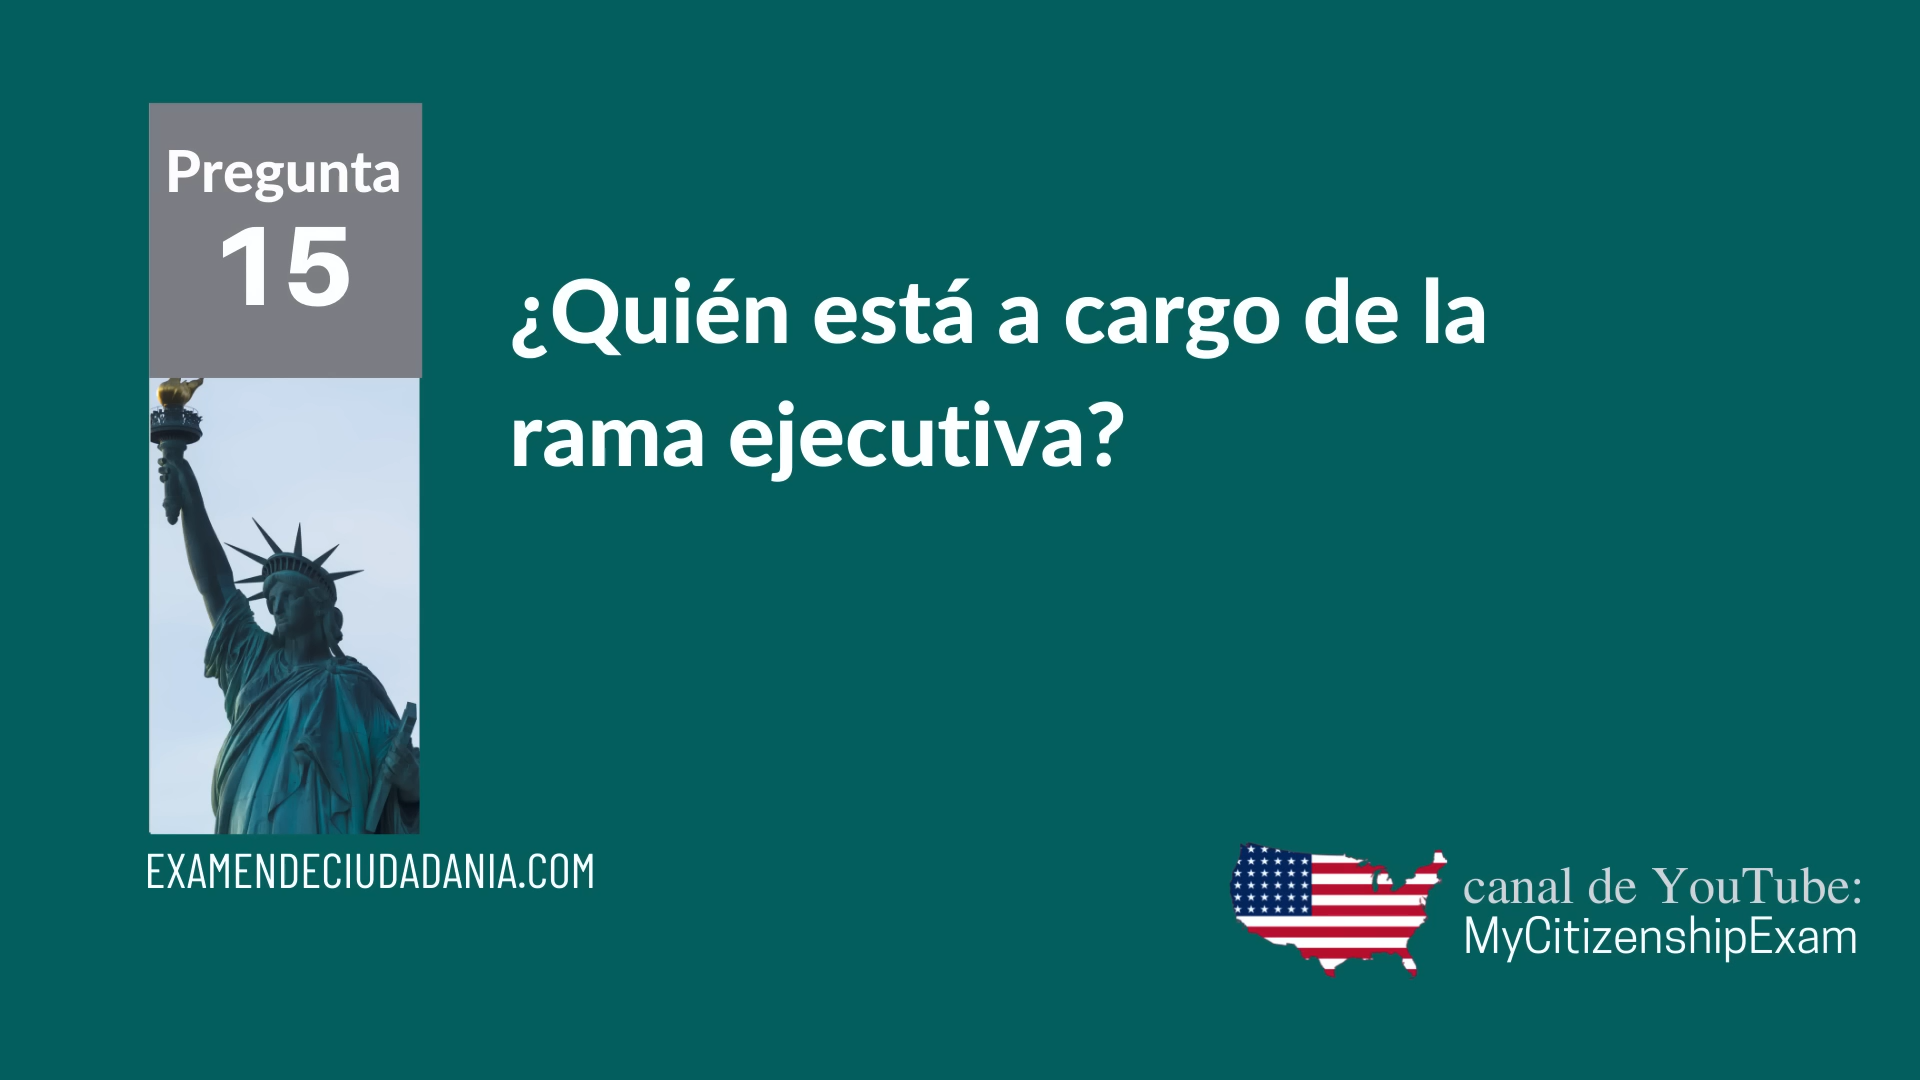 Pregunta
15
¿Quién está a cargo de la
rama ejecutiva?
EXAMENDECIUDADANIA.COM
canal de YouTube:
MyCitizenshipExam